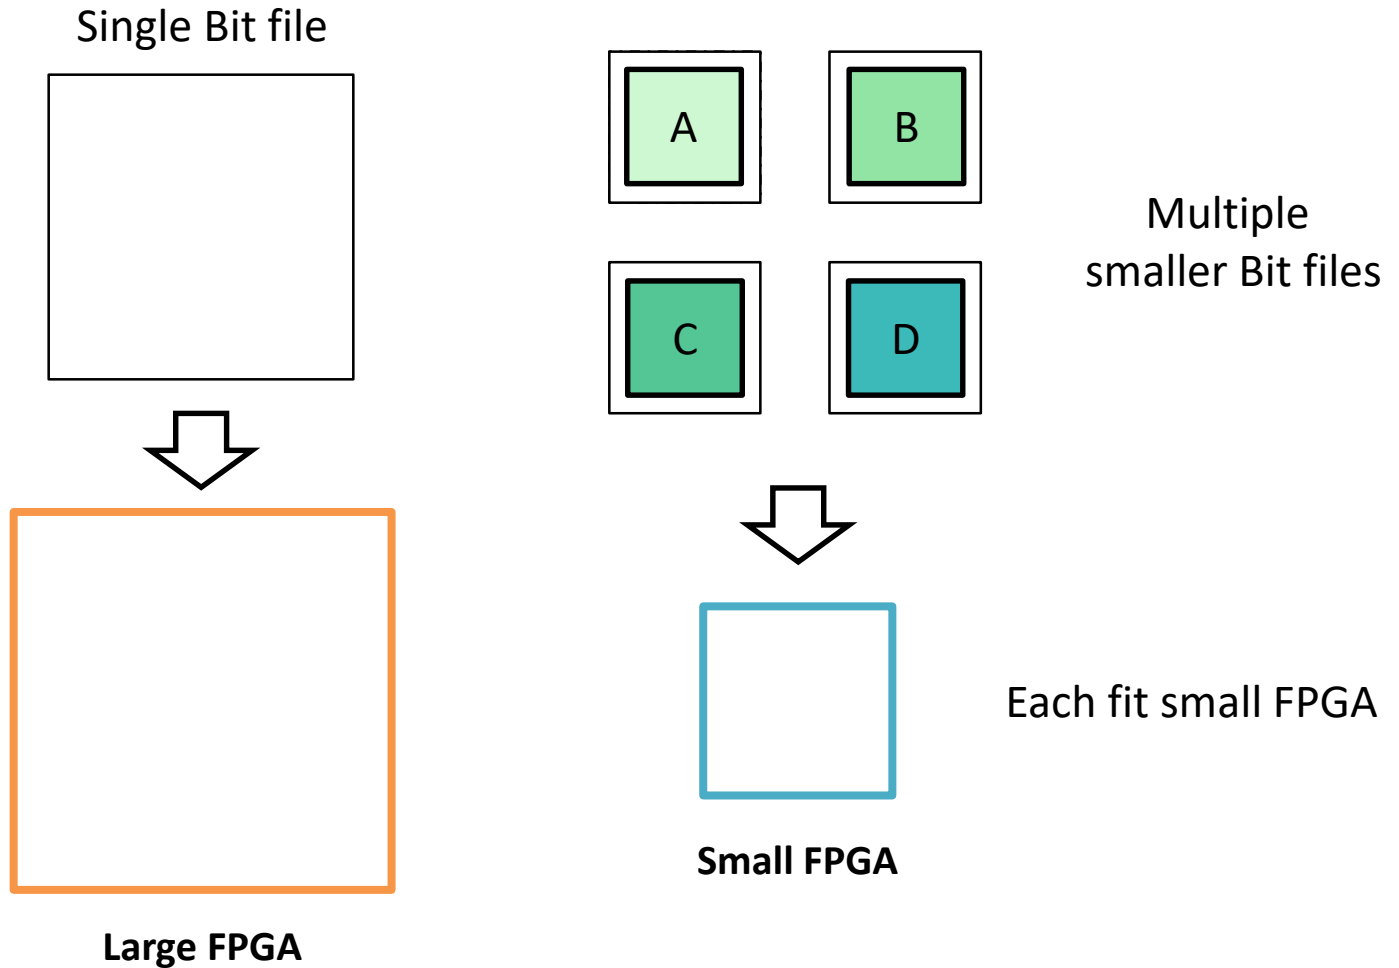 Single Bit file
A
B
C
D
Multiple
smaller Bit files
Each fit small FPGA
Small FPGA
Large FPGA